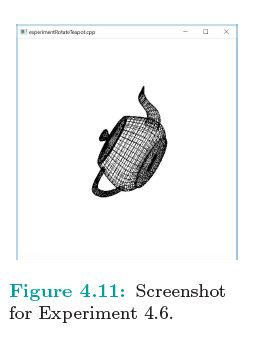 experimentRotateTeapot.cpp
Figure 4.11: Screenshot
for Experiment 4.6.